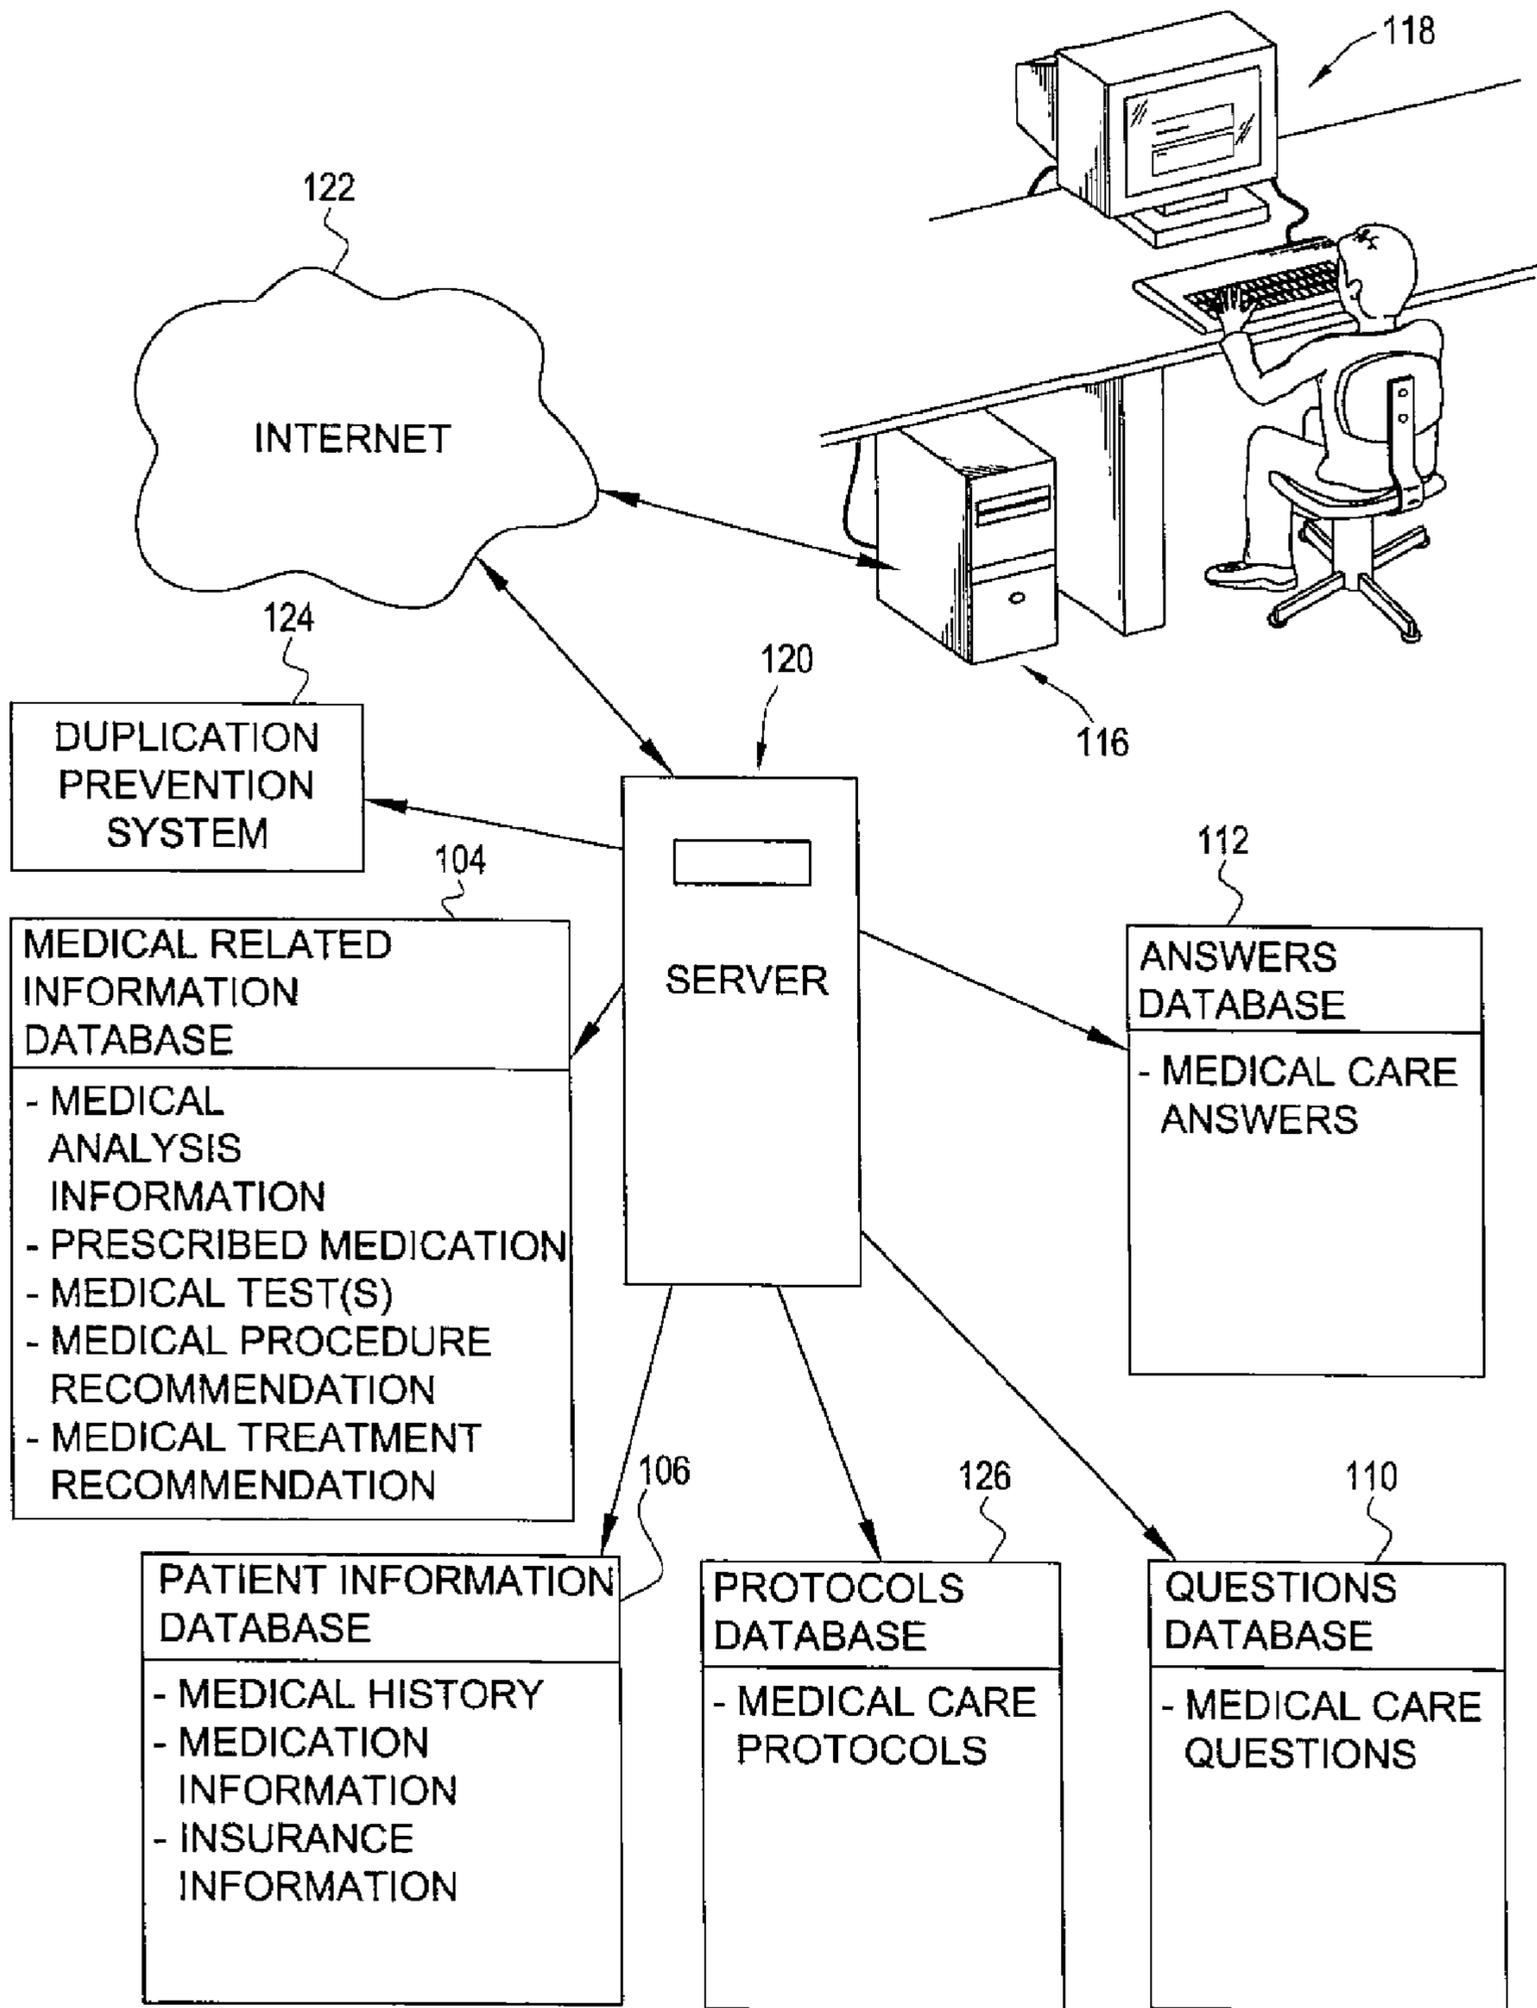 118
122
INTERNET
124
120
116
DUPLICATION
PREVENTION
SYSTEM
104
112
SERVER
MEDICAL RELATED
INFORMATION
DATABASE
- MEDICAL
ANALYSIS
INFORMATION
- PRESCRIBED MEDICATION
- MEDICAL TEST(S)
- MEDICAL PROCEDURE
RECOMMENDATION
- MEDICAL TREATMENT
RECOMMENDATION
ANSWERS
DATABASE
- MEDICAL CARE
ANSWERS
106
126
110
PATIENT INFORMATION
DATABASE
- MEDICAL HISTORY
- MEDICATION
INFORMATION
- INSURANCE
INFORMATION
PROTOCOLS
DATABASE
- MEDICAL CARE
PROTOCOLS
QUESTIONS
DATABASE
- MEDICAL CARE
QUESTIONS